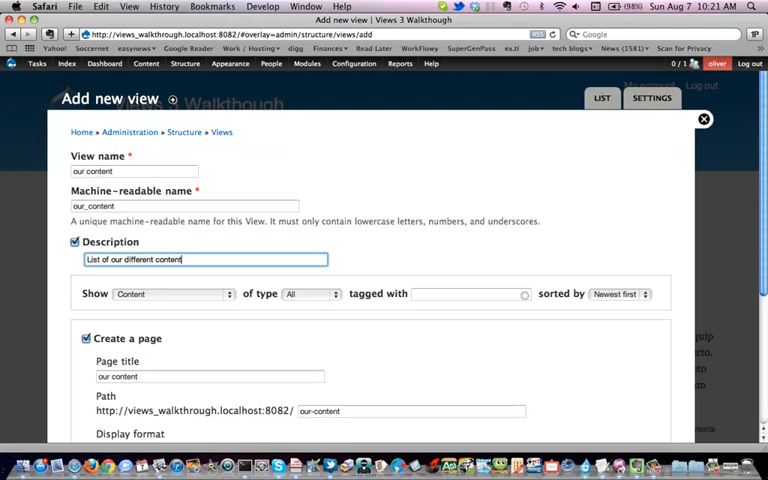 Safari File Edit View History Bookmarks Develop Window Help (98%) Sun Aug 7 10:21 AM
Add new view | Views 3 Walkthough
http://views_walkthrough.localhost:8082/#overlay=admin/structure/views/add RSS Google
Yahoo! Soccernet easynews Google Reader Work / Hosting digg Finances Read Later WorkFlowy SuperGenPass ex.ti job tech blogs News (1581) Scan for Privacy
Tasks Index Dashboard Content Structure Appearance People Modules Configuration Reports Help 0 / 1 oliver Log out
My account Log out
Views 3 Walkthough
Add new view
LIST SETTINGS
Home » Administration » Structure » Views
View name *
our content
Machine-readable name *
our_content
A unique machine-readable name for this View. It must only contain lowercase letters, numbers, and underscores.
Description
List of our different content
Show Content of type All tagged with sorted by Newest first
Create a page
Page title
our content
Path
http://views_walkthrough.localhost:8082/ our-content
Display format